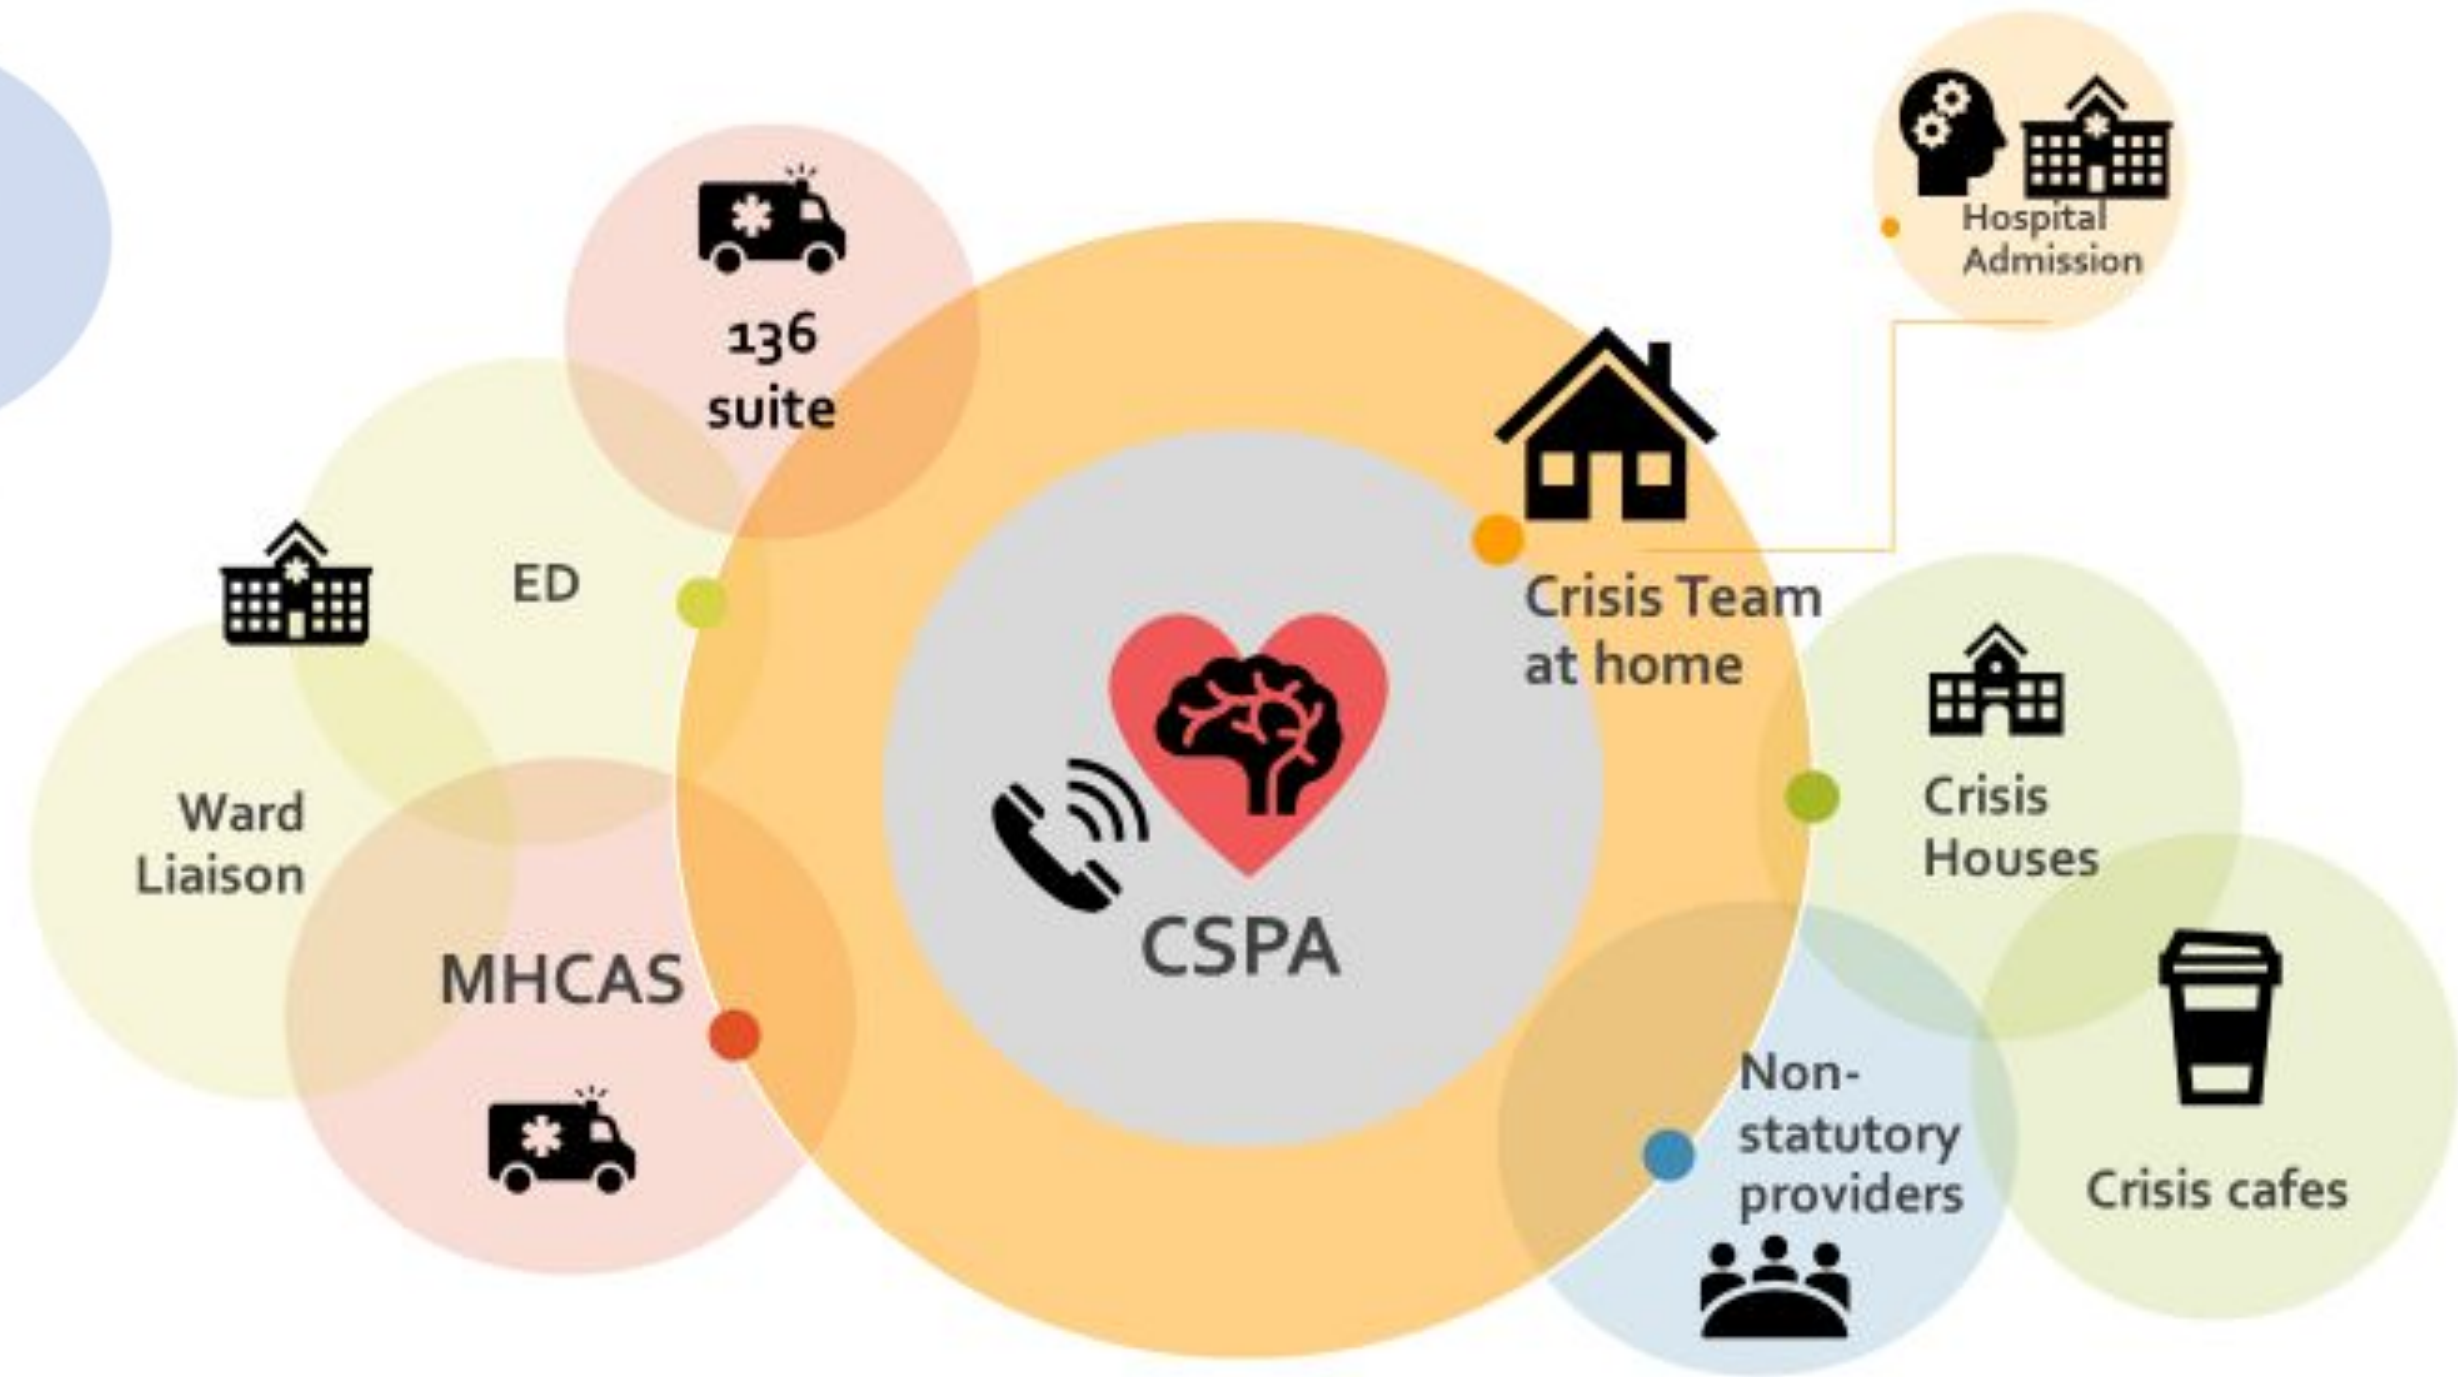 Hospital
Admission
136
suite
ED
Crisis Team
at home
Ward
Liaison
Crisis
Houses
MHCAS
CSPA
Non-
statutory
providers
Crisis cafes